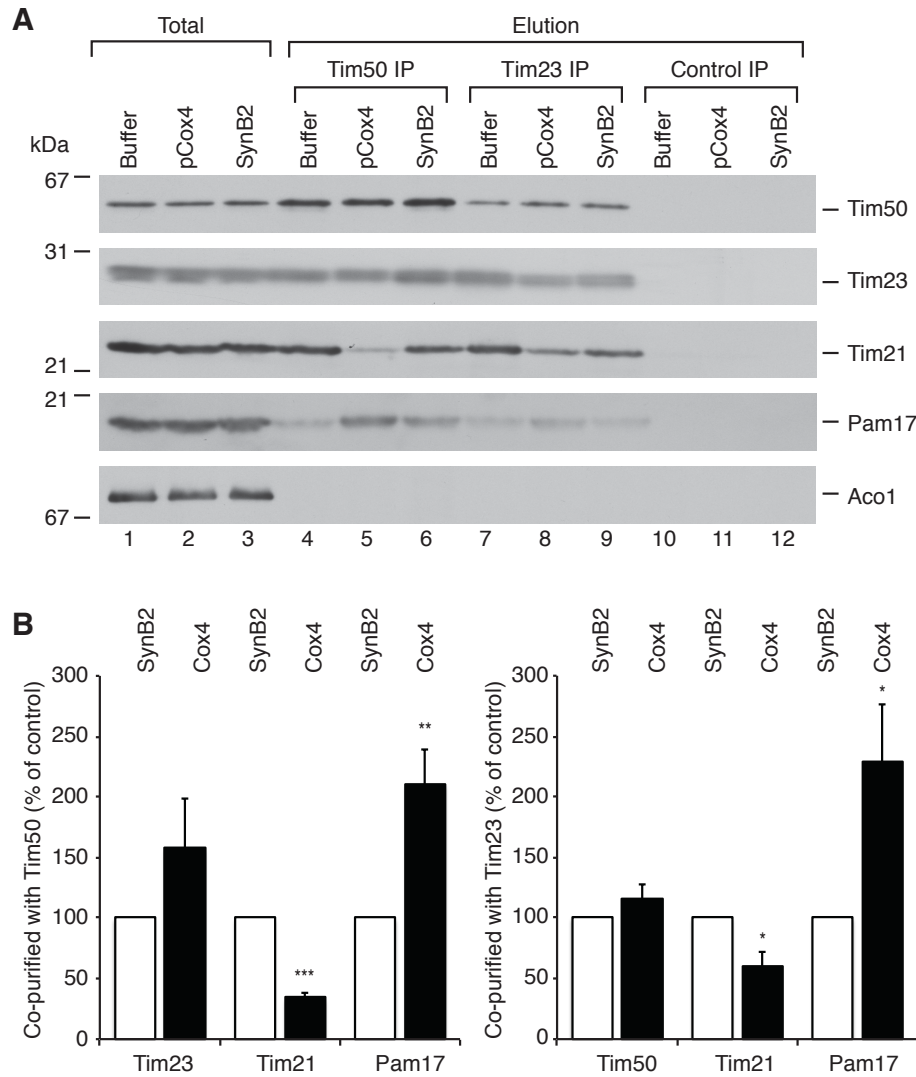 A
Total
Elution
Tim50 IP
Tim23 IP
Control IP
kDa
Buffer
pCox4
SynB2
Buffer
pCox4
SynB2
Buffer
pCox4
SynB2
Buffer
pCox4
SynB2
67
Tim50
31
Tim23
Tim21
21
21
Pam17
Aco1
67
1 2 3 4 5 6 7 8 9 10 11 12
B
SynB2 Cox4 SynB2 Cox4 SynB2 Cox4
Co-purified with Tim50 (% of control)
300
250
200
150
100
50
0
**
***
Tim23 Tim21 Pam17
SynB2 Cox4 SynB2 Cox4 SynB2 Cox4
Co-purified with Tim23 (% of control)
300
250
200
150
100
50
0
*
*
Tim50 Tim21 Pam17